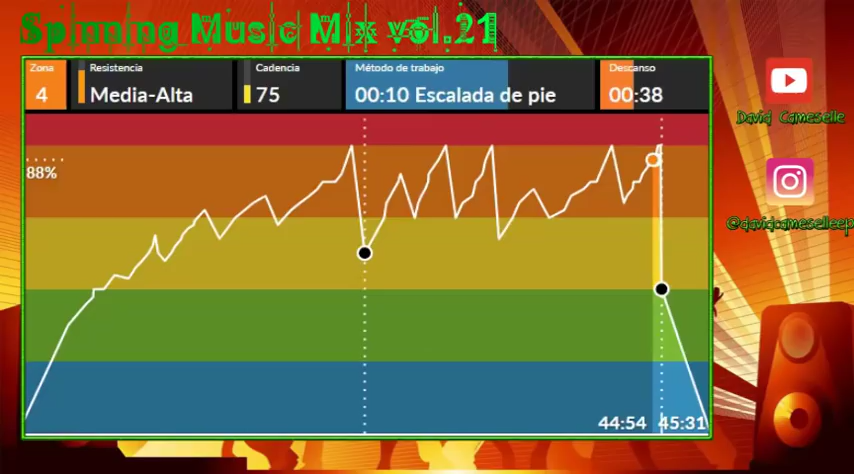 Spinning Music Mix vol.21
Zona
4
Resistencia
Media-Alta
Cadencia
75
Método de trabajo
00:10 Escalada de pie
Descanso
00:38
David Cameselle
88%
@davidcameselleep
44:54
45:31